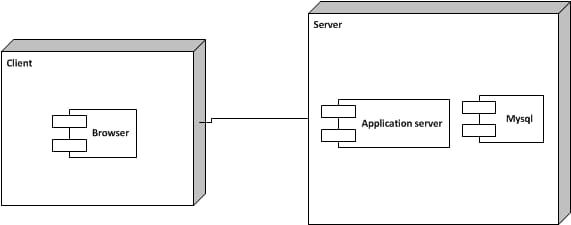 Server
Client
Browser
Application server
Mysql